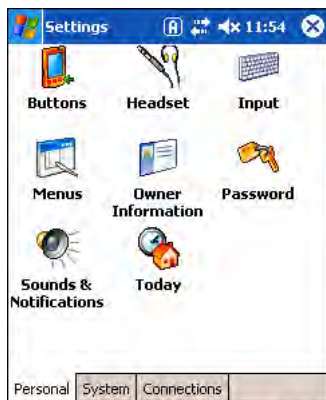 Settings
A
11:54
Buttons
Headset
Input
Menus
Owner
Information
Password
Sounds &
Notifications
Today
Personal
System
Connections